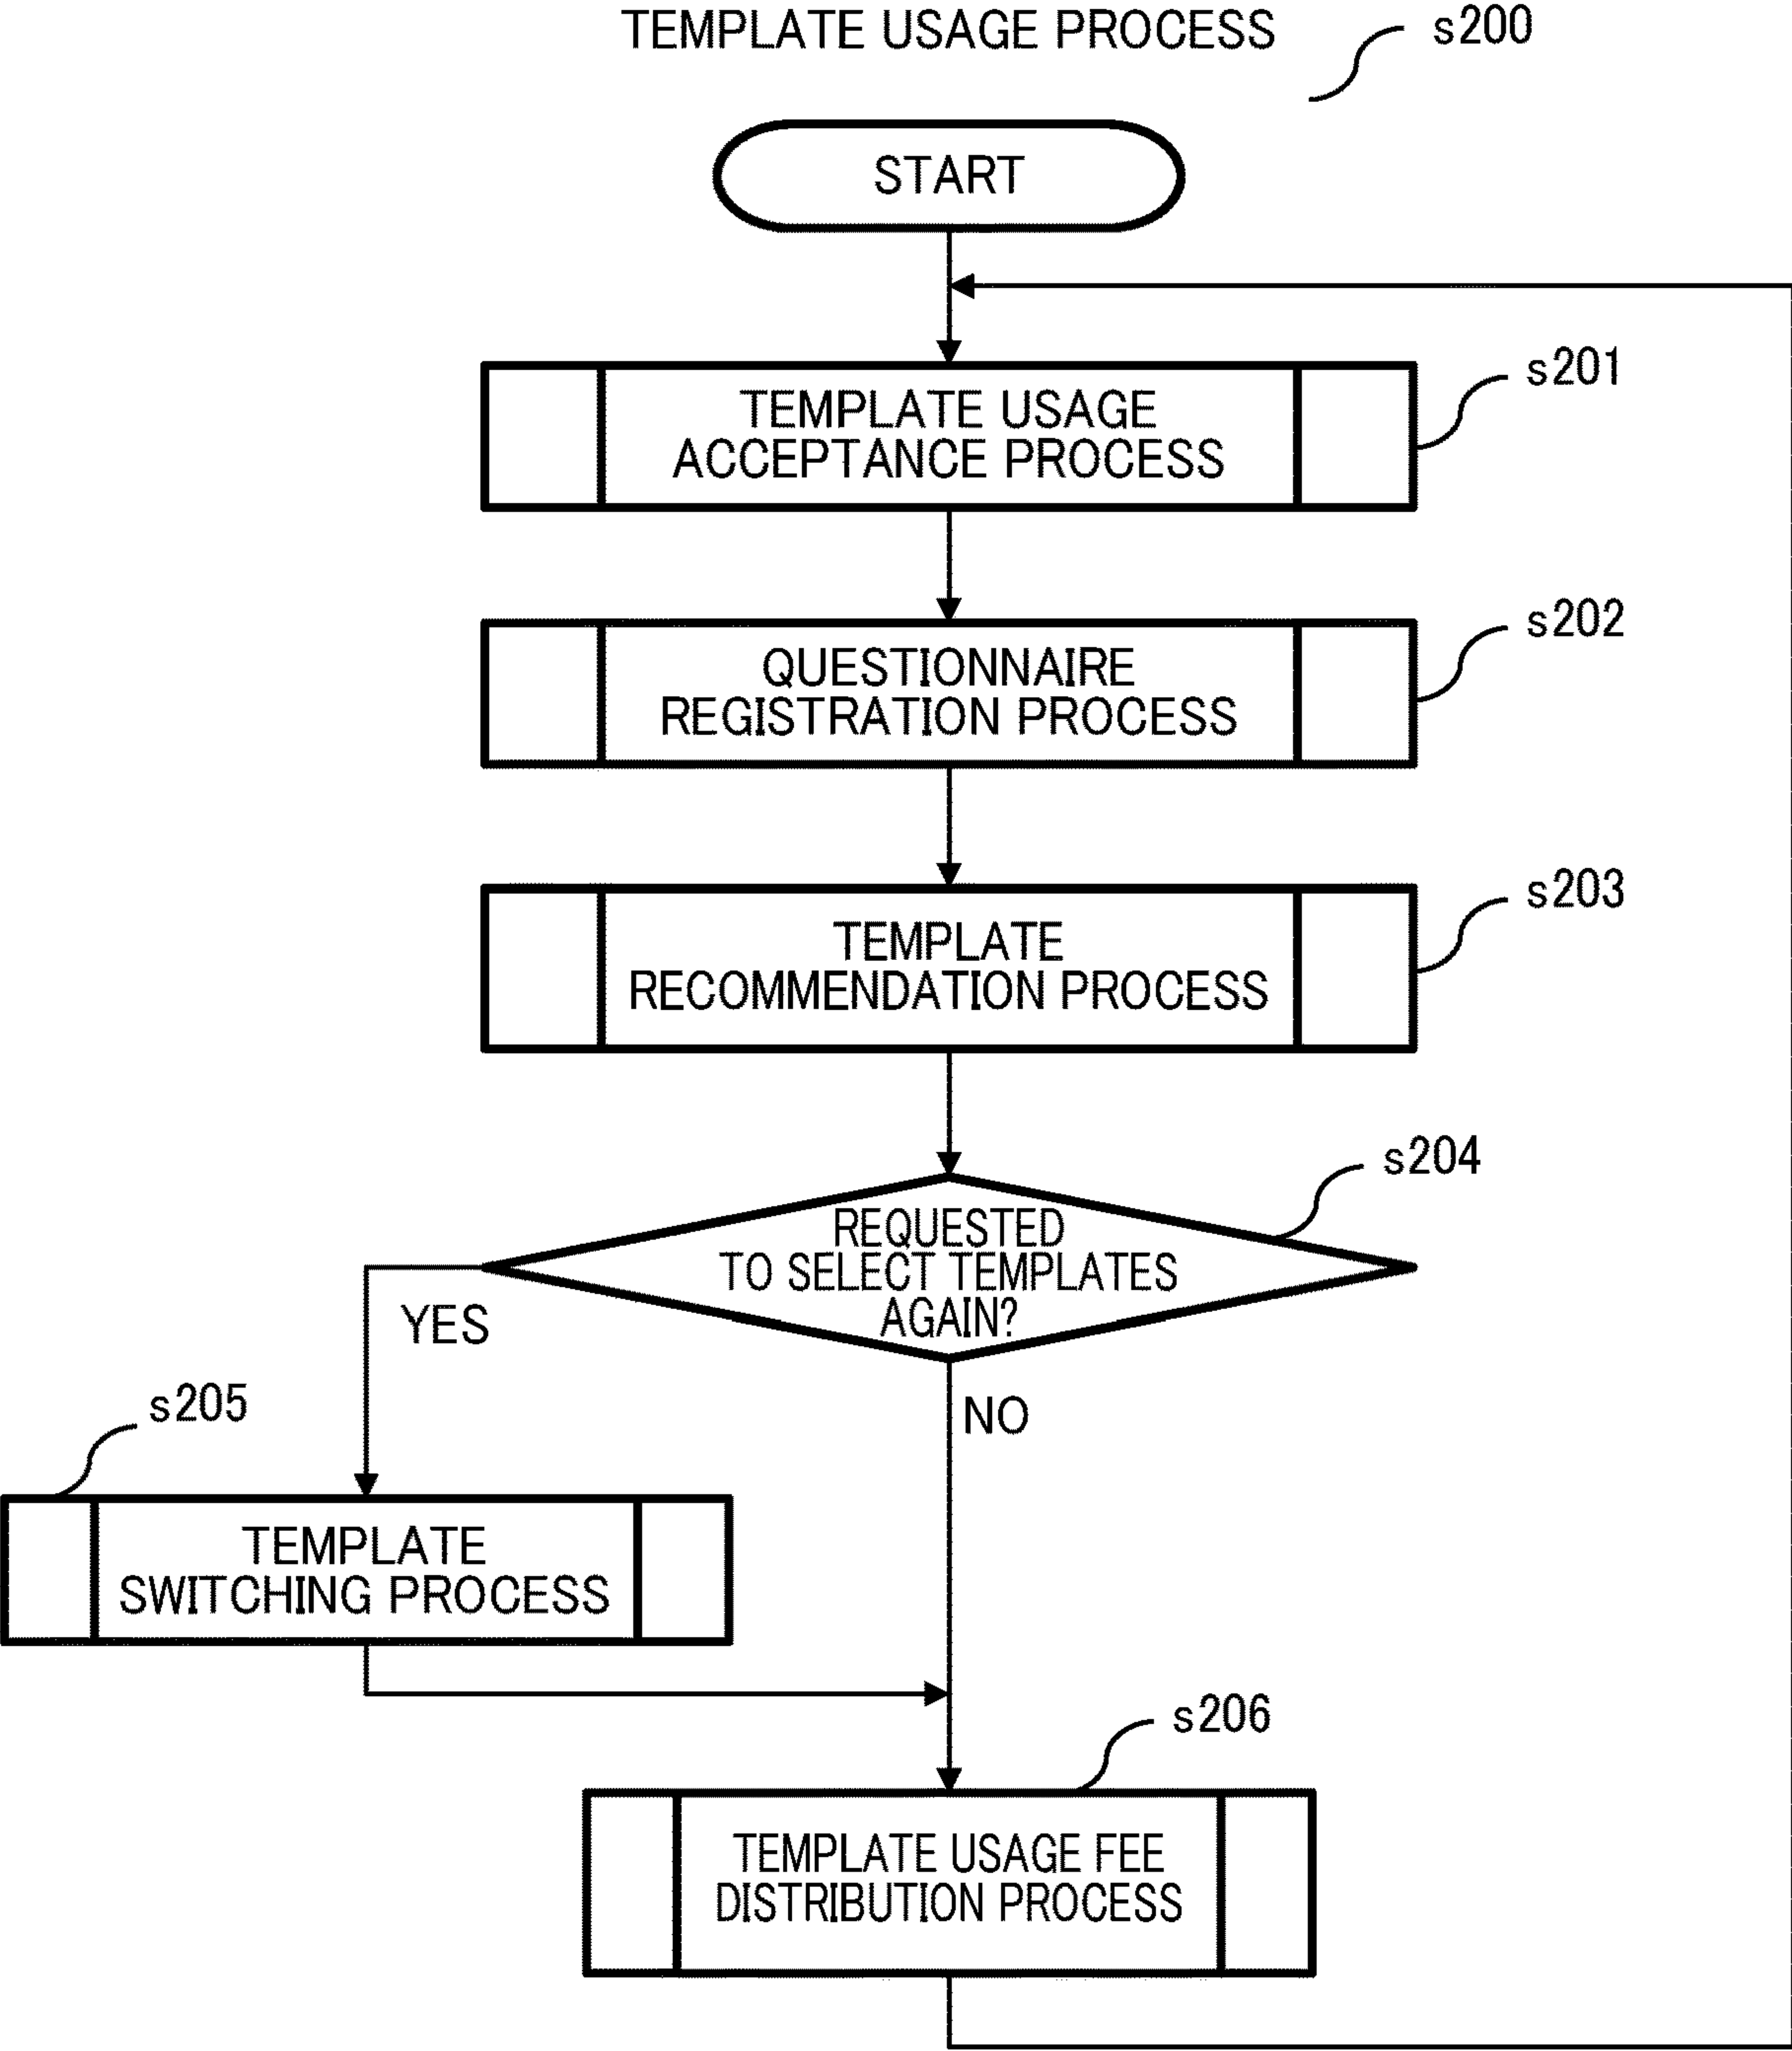 TEMPLATE USAGE PROCESS
s200
START
s201
TEMPLATE USAGE
ACCEPTANCE PROCESS
s202
QUESTIONNAIRE
REGISTRATION PROCESS
s203
TEMPLATE
RECOMMENDATION PROCESS
s204
REQUESTED
TO SELECT TEMPLATES
AGAIN?
YES
NO
s205
TEMPLATE
SWITCHING PROCESS
s206
TEMPLATE USAGE FEE
DISTRIBUTION PROCESS